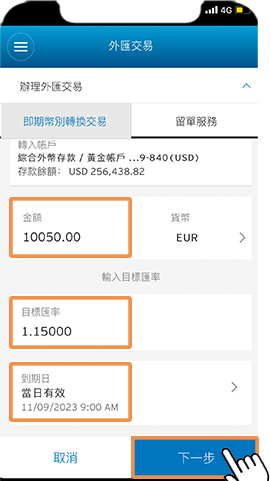 4G
外匯交易
辦理外匯交易
即期幣別轉換交易
留單服務
轉入帳戶
綜合外幣存款 / 黃金帳戶 ...9-840(USD)
存款餘額： USD 256,438.82
金額
10050.00
貨幣
EUR
輸入目標匯率
目標匯率
1.15000
到期日
當日有效
11/09/2023 9:00 AM
取消
下一步